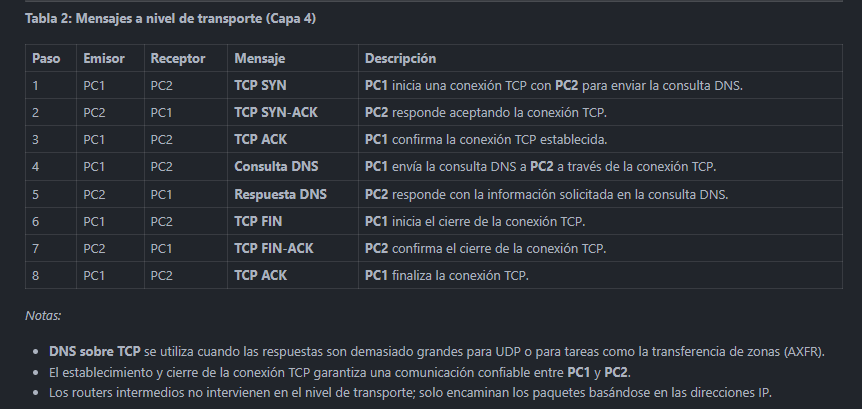 Tabla 2: Mensajes a nivel de transporte (Capa 4)
Paso Emisor Receptor Mensaje Descripción
1 PC1 PC2 TCP SYN PC1 inicia una conexión TCP con PC2 para enviar la consulta DNS.
2 PC2 PC1 TCP SYN-ACK PC2 responde aceptando la conexión TCP.
3 PC1 PC2 TCP ACK PC1 confirma la conexión TCP establecida.
4 PC1 PC2 Consulta DNS PC1 envía la consulta DNS a PC2 a través de la conexión TCP.
5 PC2 PC1 Respuesta DNS PC2 responde con la información solicitada en la consulta DNS.
6 PC1 PC2 TCP FIN PC1 inicia el cierre de la conexión TCP.
7 PC2 PC1 TCP FIN-ACK PC2 confirma el cierre de la conexión TCP.
8 PC1 PC2 TCP ACK PC1 finaliza la conexión TCP.
Notas:
• DNS sobre TCP se utiliza cuando las respuestas son demasiado grandes para UDP o para tareas como la transferencia de zonas (AXFR).
• El establecimiento y cierre de la conexión TCP garantiza una comunicación confiable entre PC1 y PC2.
• Los routers intermedios no intervienen en el nivel de transporte; solo encaminan los paquetes basándose en las direcciones IP.